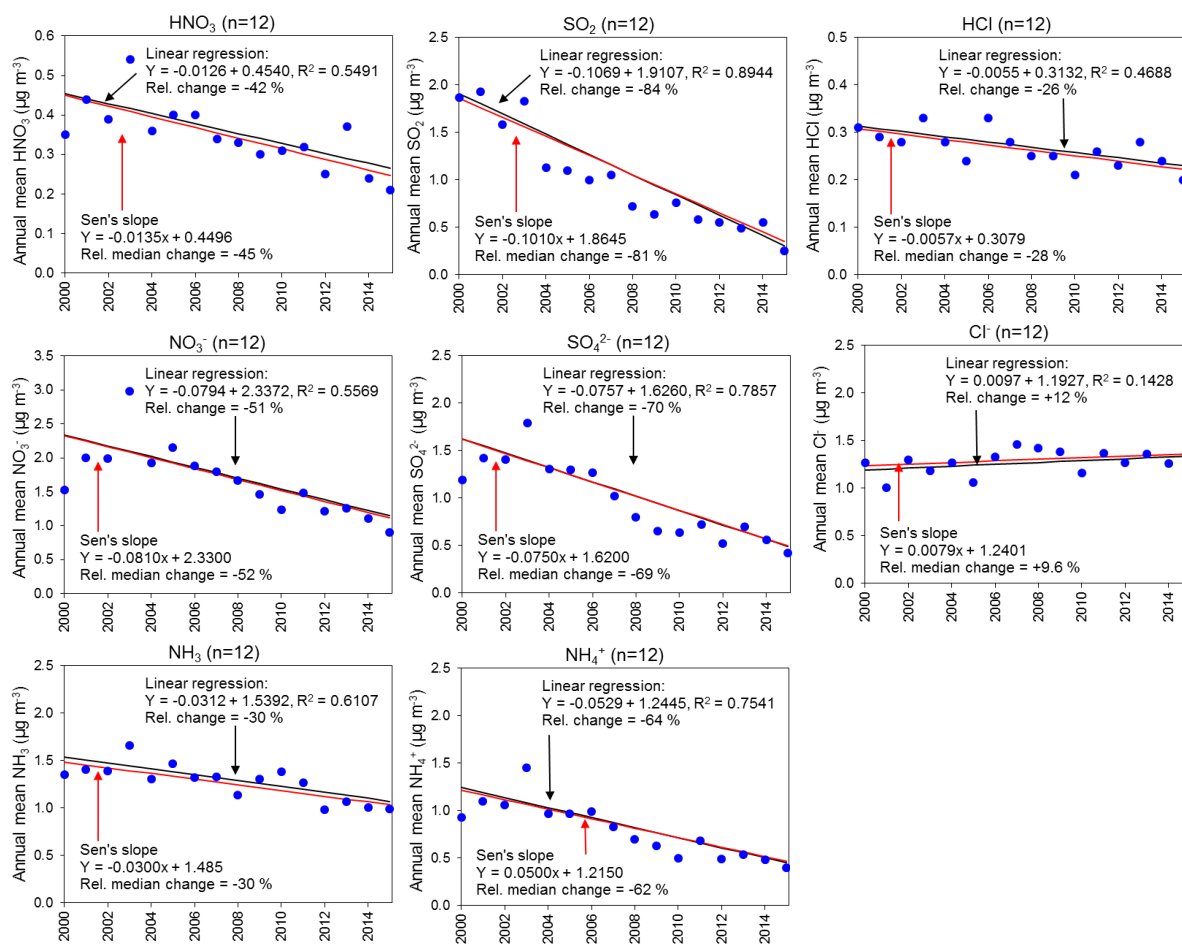 HNO₃ (n=12)
Annual mean HNO₃ (µg m⁻³)
0.6
0.5
0.4
0.3
0.2
0.1
0.0
Linear regression:
Y = -0.0126 + 0.4540, R² = 0.5491
Rel. change = -42 %
Sen's slope
Y = -0.0135x + 0.4496
Rel. median change = -45 %
2000
2002
2004
2006
2008
2010
2012
2014
SO₂ (n=12)
Annual mean SO₂ (µg m⁻³)
2.5
2.0
1.5
1.0
0.5
0.0
Linear regression:
Y = -0.1069 + 1.9107, R² = 0.8944
Rel. change = -84 %
Sen's slope
Y = -0.1010x + 1.8645
Rel. median change = -81 %
2000
2002
2004
2006
2008
2010
2012
2014
HCl (n=12)
Annual mean HCl (µg m⁻³)
0.5
0.4
0.3
0.2
0.1
0.0
Linear regression:
Y = -0.0055 + 0.3132, R² = 0.4688
Rel. change = -26 %
Sen's slope
Y = -0.0057x + 0.3079
Rel. median change = -28 %
2000
2002
2004
2006
2008
2010
2012
2014
NO₃⁻ (n=12)
Annual mean NO₃⁻ (µg m⁻³)
3.5
3.0
2.5
2.0
1.5
1.0
0.5
0.0
Linear regression:
Y = -0.0794 + 2.3372, R² = 0.5569
Rel. change = -51 %
Sen's slope
Y = -0.0810x + 2.3300
Rel. median change = -52 %
2000
2002
2004
2006
2008
2010
2012
2014
SO₄²⁻ (n=12)
Annual mean SO₄²⁻ (µg m⁻³)
2.5
2.0
1.5
1.0
0.5
0.0
Linear regression:
Y = -0.0757 + 1.6260, R² = 0.7857
Rel. change = -70 %
Sen's slope
Y = -0.0750x + 1.6200
Rel. median change = -69 %
2000
2002
2004
2006
2008
2010
2012
2014
Cl⁻ (n=12)
Annual mean Cl⁻ (µg m⁻³)
2.5
2.0
1.5
1.0
0.5
0.0
Linear regression:
Y = 0.0097 + 1.1927, R² = 0.1428
Rel. change = +12 %
Sen's slope
Y = 0.0079x + 1.2401
Rel. median change = +9.6 %
2000
2002
2004
2006
2008
2010
2012
2014
NH₃ (n=12)
Annual mean NH₃ (µg m⁻³)
2.5
2.0
1.5
1.0
0.5
0.0
Linear regression:
Y = -0.0312 + 1.5392, R² = 0.6107
Rel. change = -30 %
Sen's slope
Y = -0.0300x + 1.485
Rel. median change = -30 %
2000
2002
2004
2006
2008
2010
2012
2014
NH₄⁺ (n=12)
Annual mean NH₄⁺ (µg m⁻³)
2.5
2.0
1.5
1.0
0.5
0.0
Linear regression:
Y = -0.0529 + 1.2445, R² = 0.7541
Rel. change = -64 %
Sen's slope
Y = 0.0500x + 1.2150
Rel. median change = -62 %
2000
2002
2004
2006
2008
2010
2012
2014